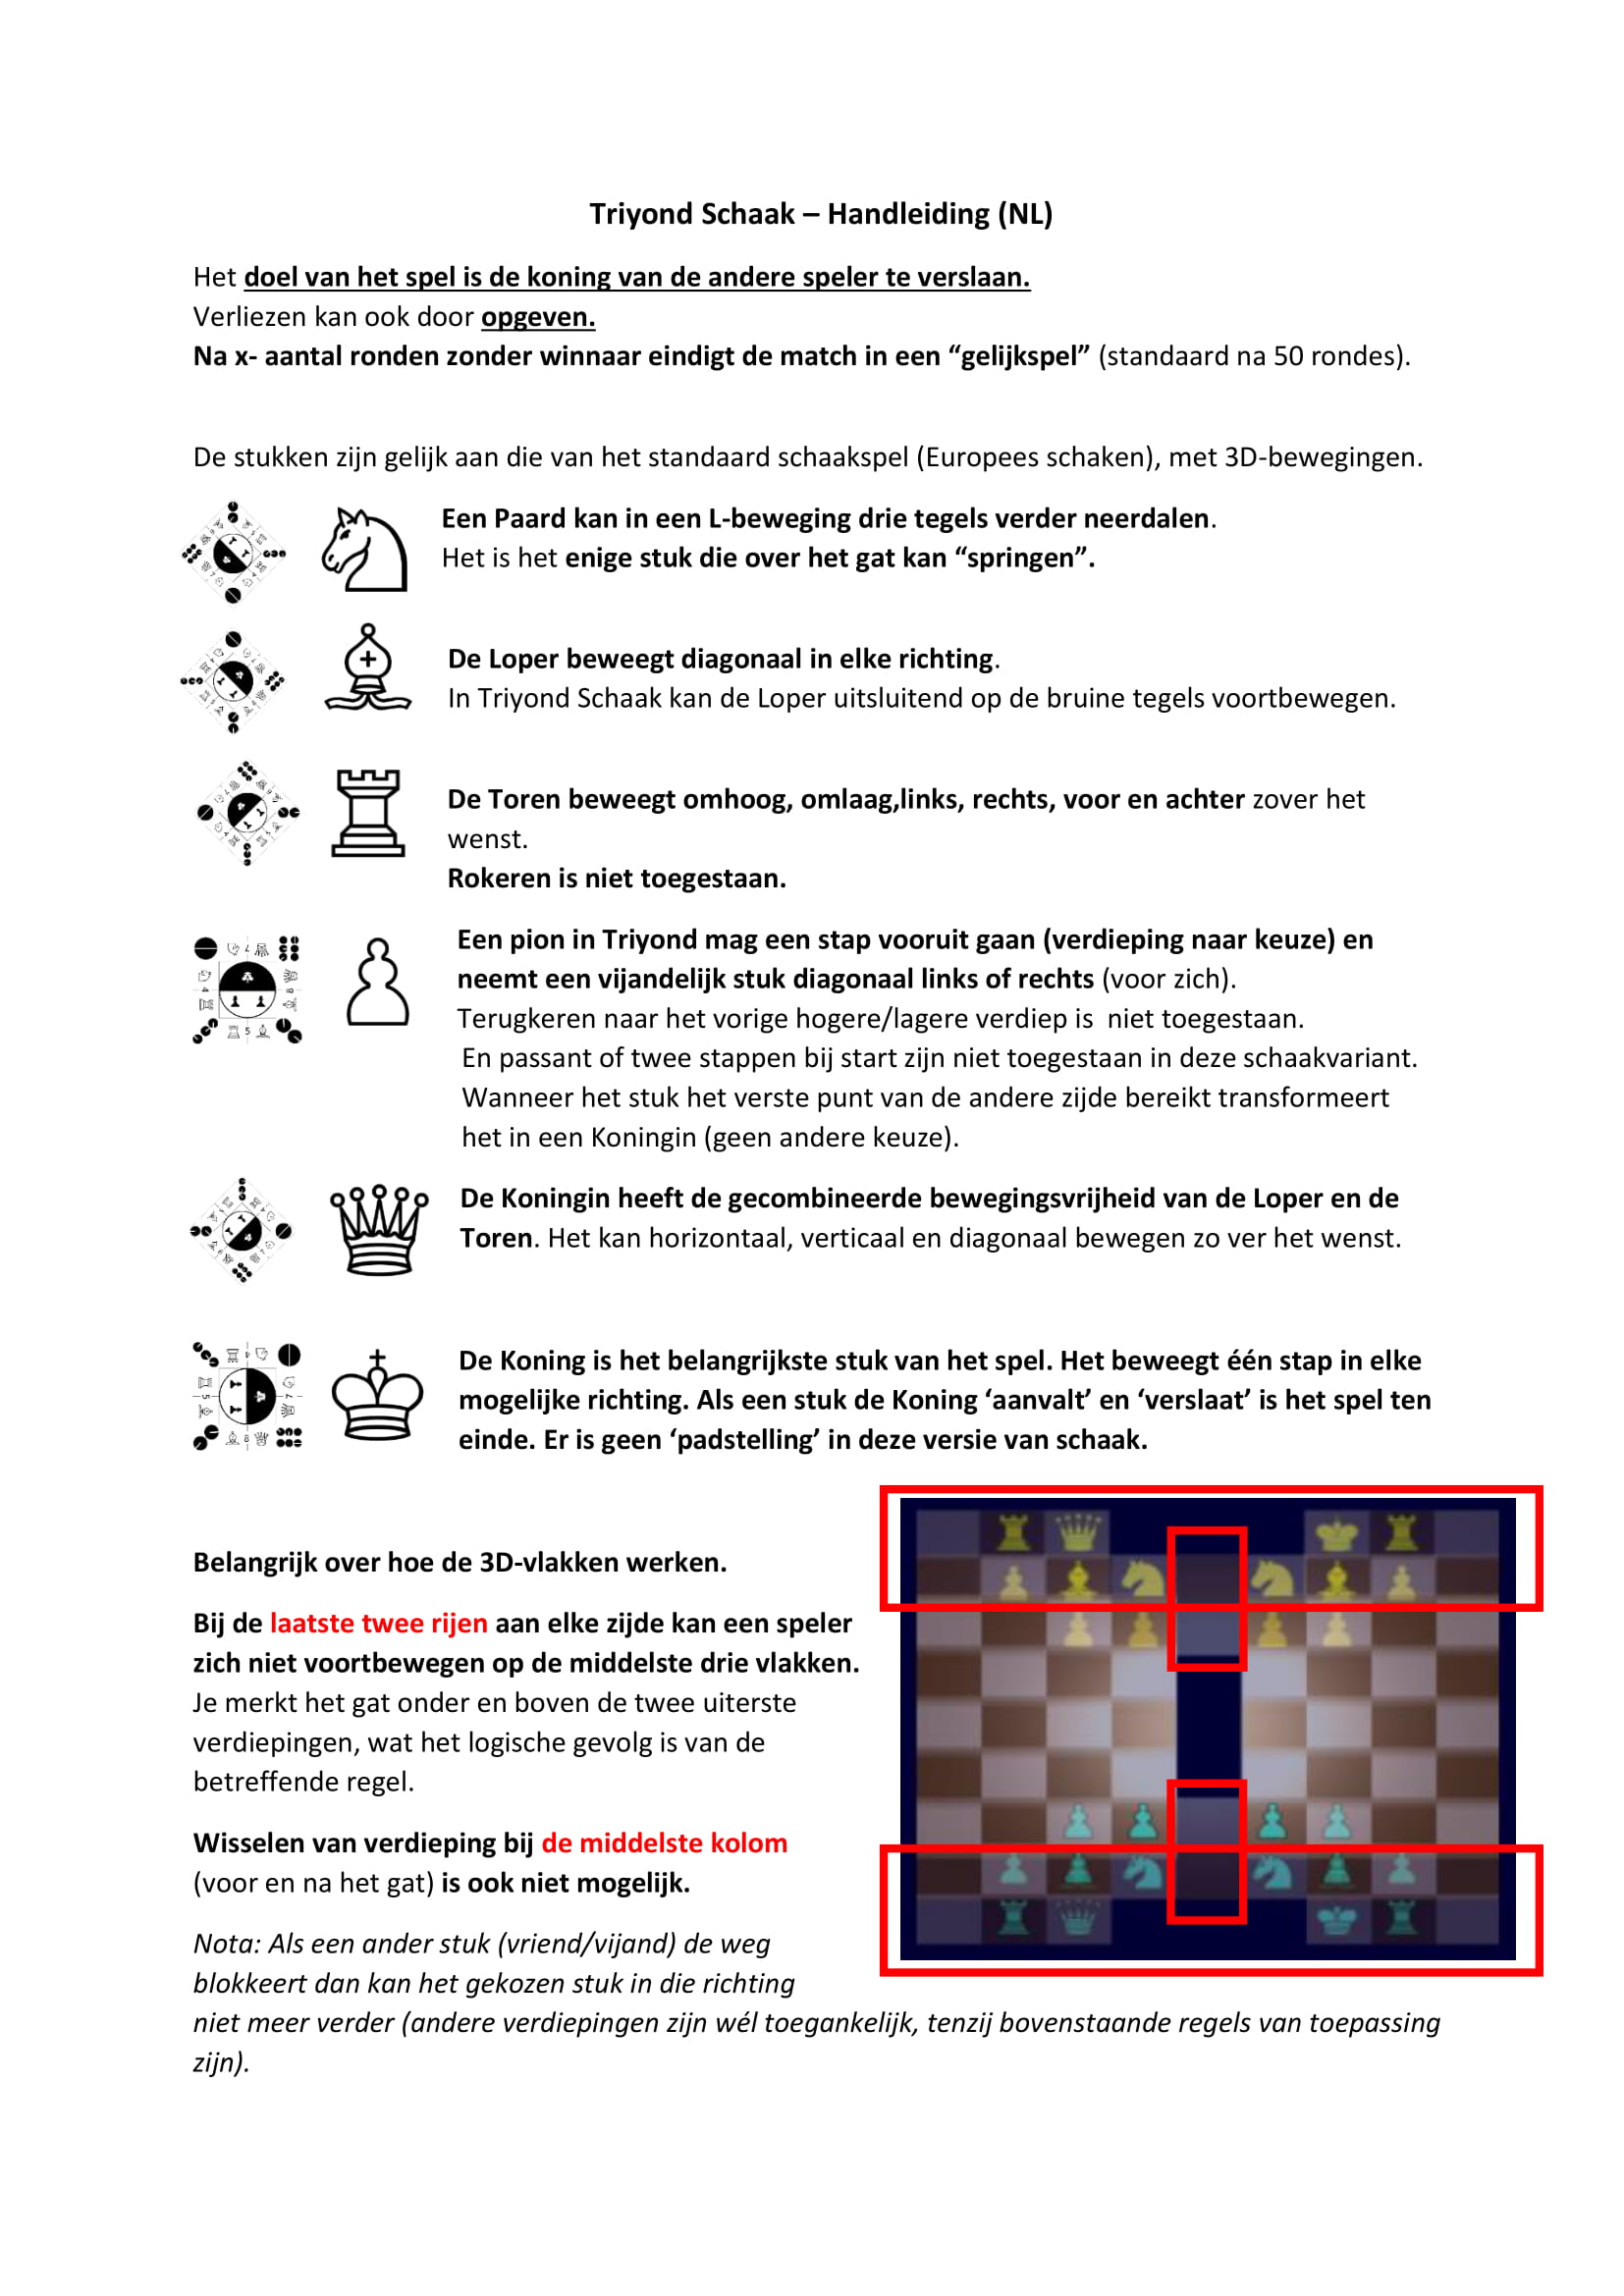 Triyond Schaak – Handleiding (NL)
Het doel van het spel is de koning van de andere speler te verslaan.
Verliezen kan ook door opgeven.
Na x- aantal ronden zonder winnaar eindigt de match in een “gelijkspel” (standaard na 50 rondes).
De stukken zijn gelijk aan die van het standaard schaakspel (Europees schaken), met 3D-bewegingen.
Een Paard kan in een L-beweging drie tegels verder neerdalen.
Het is het enige stuk die over het gat kan “springen”.
De Loper beweegt diagonaal in elke richting.
In Triyond Schaak kan de Loper uitsluitend op de bruine tegels voortbewegen.
De Toren beweegt omhoog, omlaag,links, rechts, voor en achter zover het
wenst.
Rokeren is niet toegestaan.
Een pion in Triyond mag een stap vooruit gaan (verdieping naar keuze) en
neemt een vijandelijk stuk diagonaal links of rechts (voor zich).
Terugkeren naar het vorige hogere/lagere verdiep is  niet toegestaan.
En passant of twee stappen bij start zijn niet toegestaan in deze schaakvariant.
Wanneer het stuk het verste punt van de andere zijde bereikt transformeert
het in een Koningin (geen andere keuze).
De Koningin heeft de gecombineerde bewegingsvrijheid van de Loper en de
Toren. Het kan horizontaal, verticaal en diagonaal bewegen zo ver het wenst.
De Koning is het belangrijkste stuk van het spel. Het beweegt één stap in elke
mogelijke richting. Als een stuk de Koning ‘aanvalt’ en ‘verslaat’ is het spel ten
einde. Er is geen ‘padstelling’ in deze versie van schaak.
Belangrijk over hoe de 3D-vlakken werken.
Bij de laatste twee rijen aan elke zijde kan een speler
zich niet voortbewegen op de middelste drie vlakken.
Je merkt het gat onder en boven de twee uiterste
verdiepingen, wat het logische gevolg is van de
betreffende regel.
Wisselen van verdieping bij de middelste kolom
(voor en na het gat) is ook niet mogelijk.
Nota: Als een ander stuk (vriend/vijand) de weg
blokkeert dan kan het gekozen stuk in die richting
niet meer verder (andere verdiepingen zijn wél toegankelijk, tenzij bovenstaande regels van toepassing
zijn).